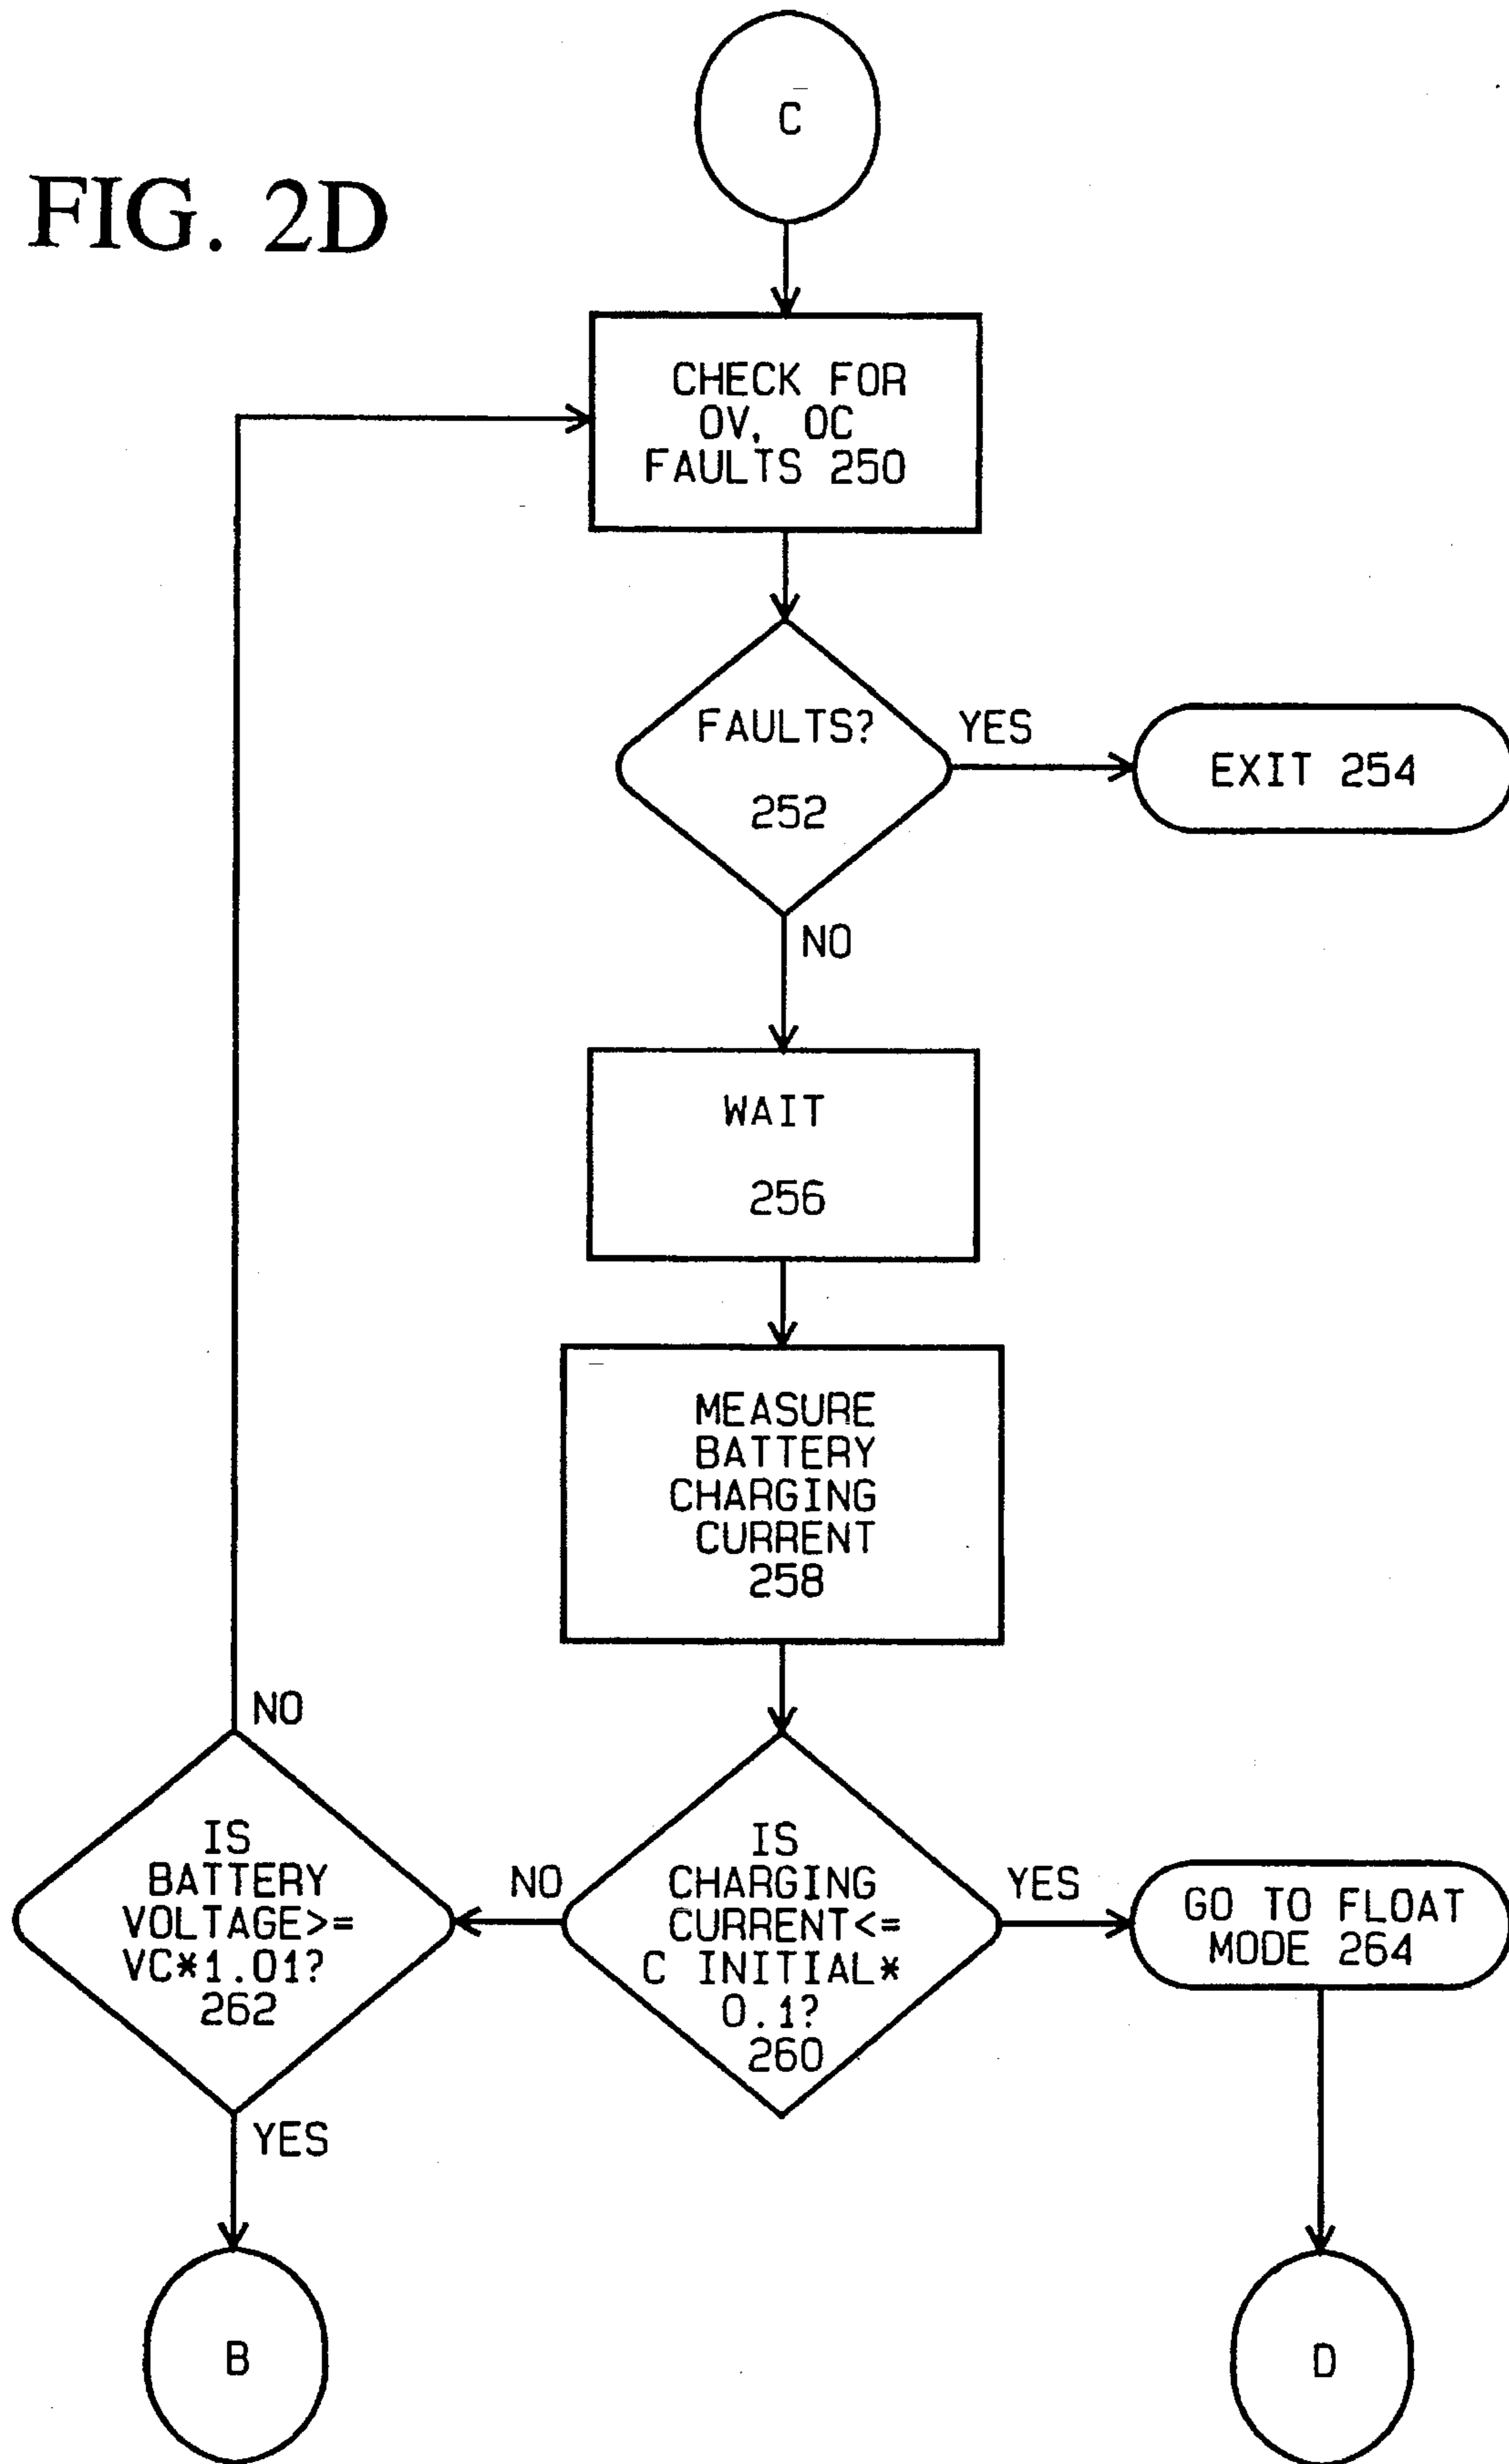 C
FIG. 2D
CHECK FOR
OV, OC
FAULTS 250
FAULTS?
252
YES
EXIT 254
NO
WAIT
256
MEASURE
BATTERY
CHARGING
CURRENT
258
NO
IS
BATTERY
VOLTAGE>=
VC*1.01?
262
NO
IS
CHARGING
CURRENT<=
C INITIAL*
0.1?
260
YES
GO TO FLOAT
MODE 264
YES
B
D